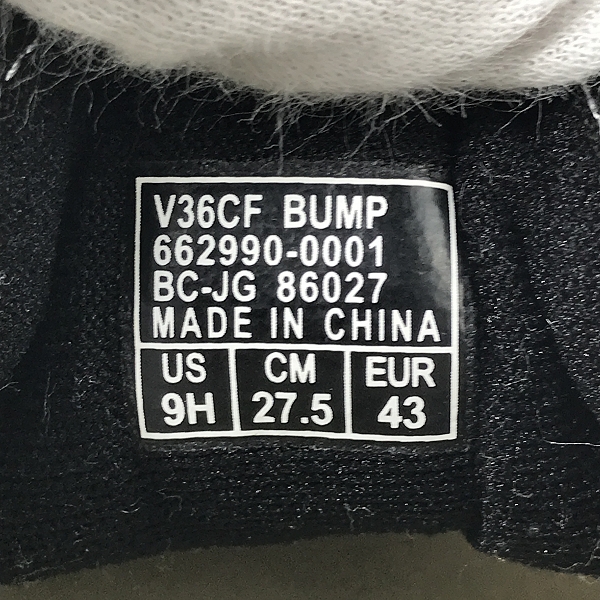 V36CF BUMP
662990-0001
BC-JG 86027
MADE IN CHINA
US CM EUR
9H 27.5 43